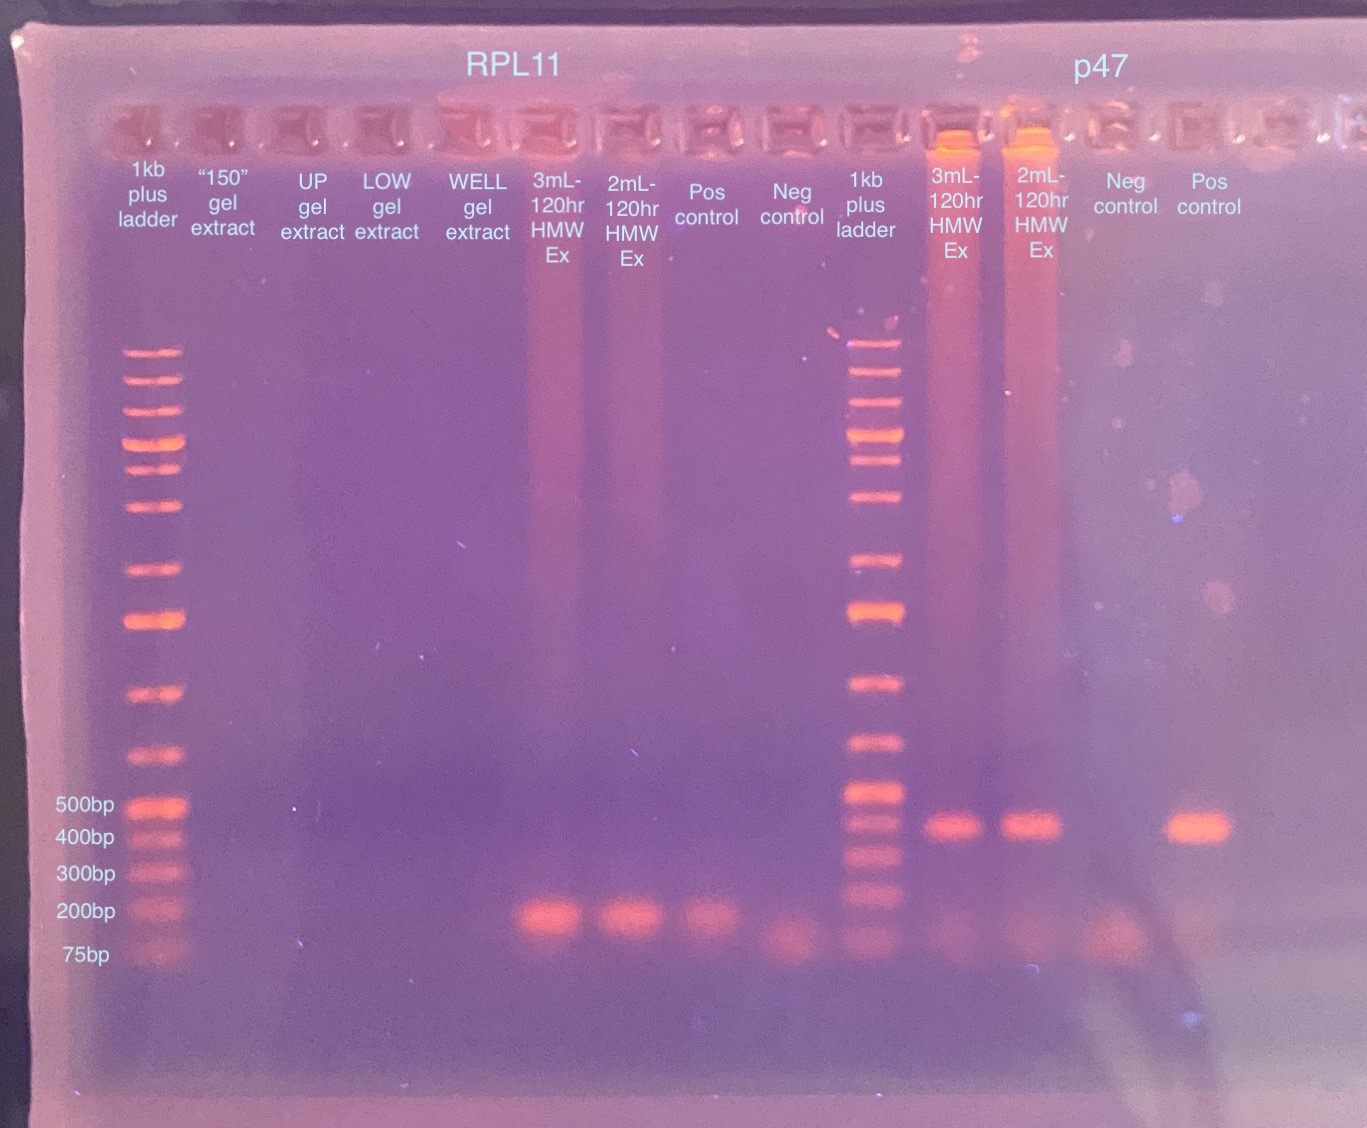 RPL11
p47
1kb
plus
ladder
“150”
gel
extract
UP
gel
extract
LOW
gel
extract
WELL
gel
extract
3mL-
120hr
HMW
Ex
2mL-
120hr
HMW
Ex
Pos
control
Neg
control
1kb
plus
ladder
3mL-
120hr
HMW
Ex
2mL-
120hr
HMW
Ex
Neg
control
Pos
control
500bp
400bp
300bp
200bp
75bp